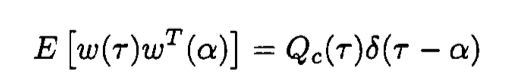 E [w(τ)w^T(α)] = Q_c(τ)δ(τ − α)